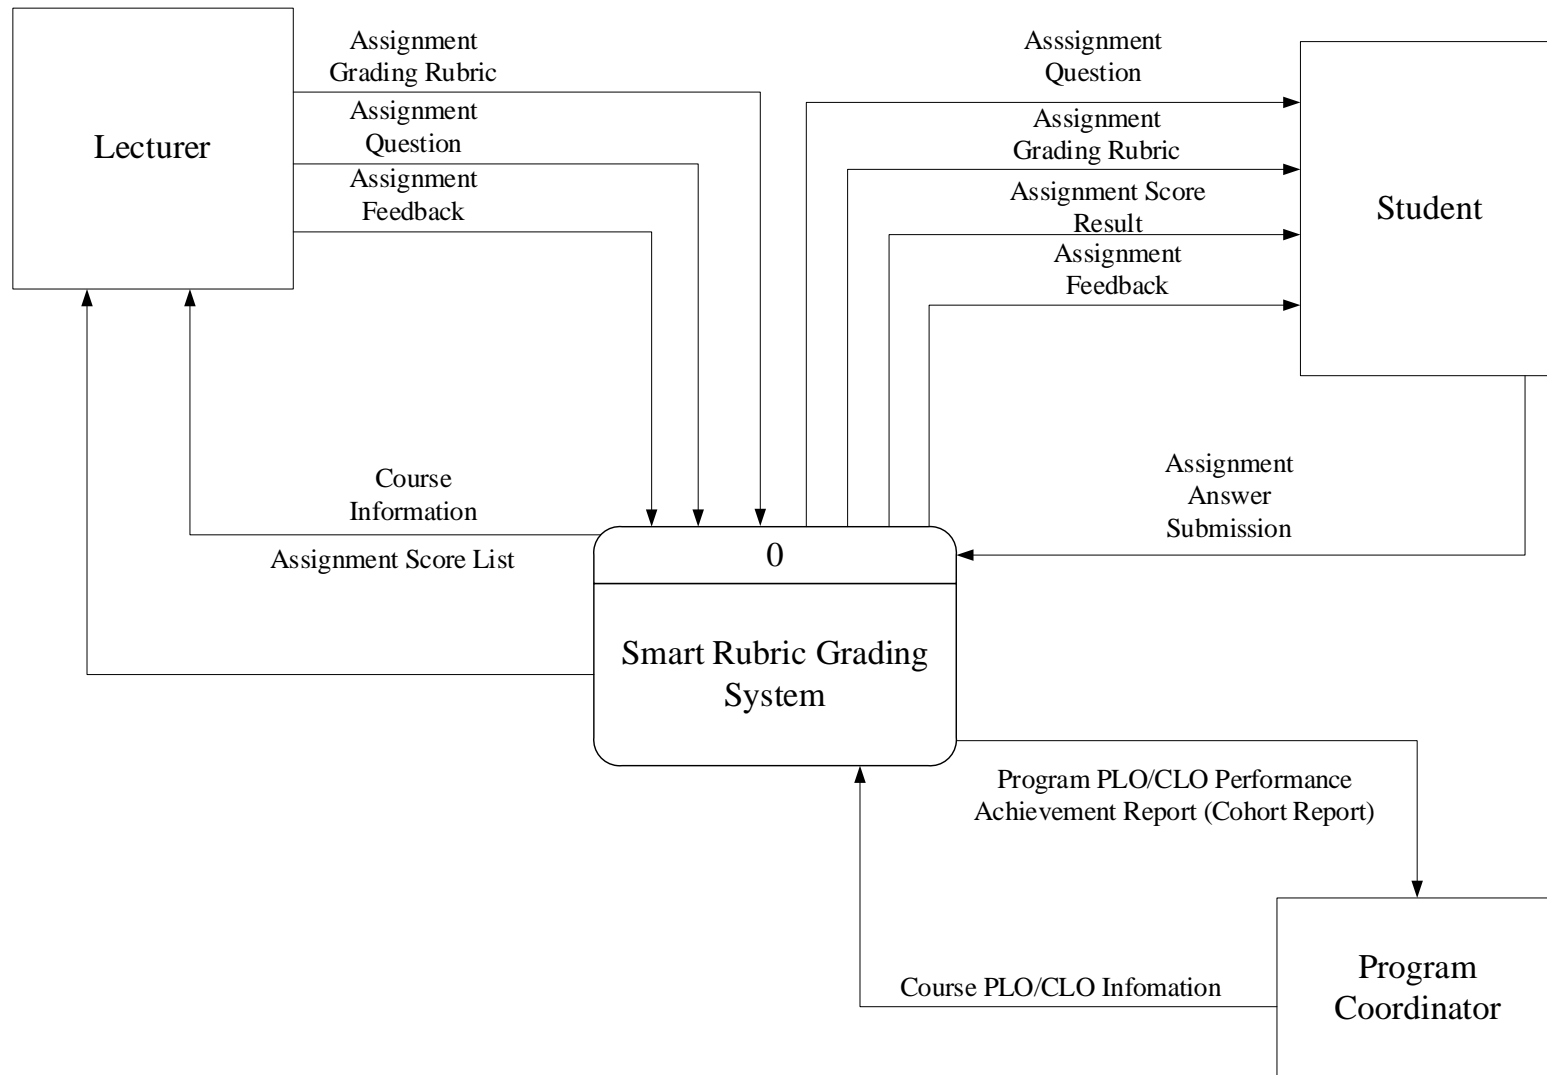 Lecturer
Assignment
Grading Rubric
Assignment
Question
Assignment
Feedback
Asssignment
Question
Assignment
Grading Rubric
Assignment Score
Result
Assignment
Feedback
Student
Course
Information
Assignment Score List
Assignment
Answer
Submission
0
Smart Rubric Grading
System
Program PLO/CLO Performance
Achievement Report (Cohort Report)
Course PLO/CLO Infomation
Program
Coordinator